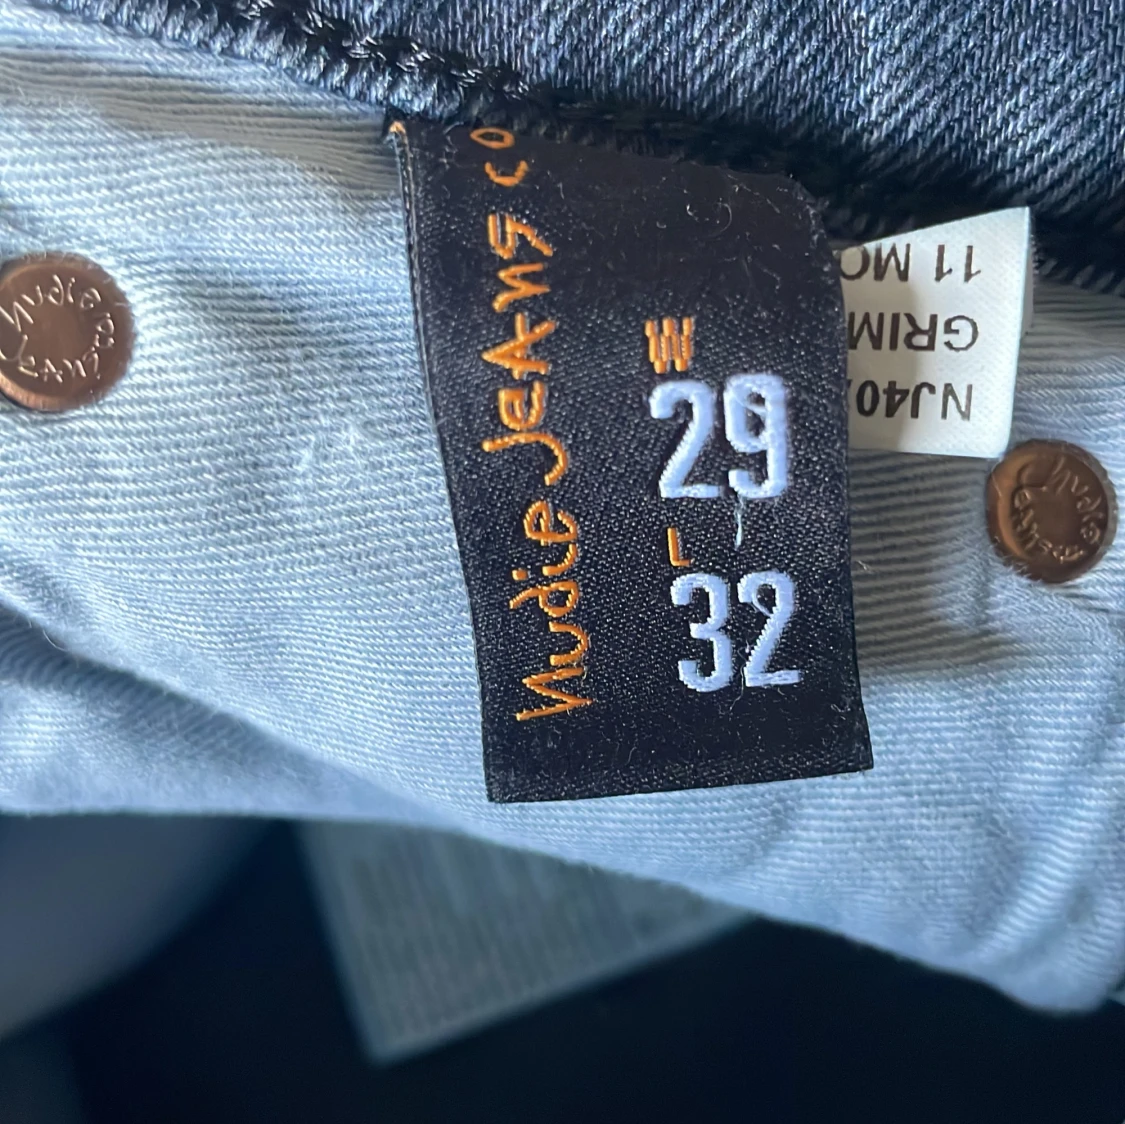 Nudie Jeans co
W
29
L
32
NJ40
GRIM
11 MO
Nudie Jeans
Nudie Jeans